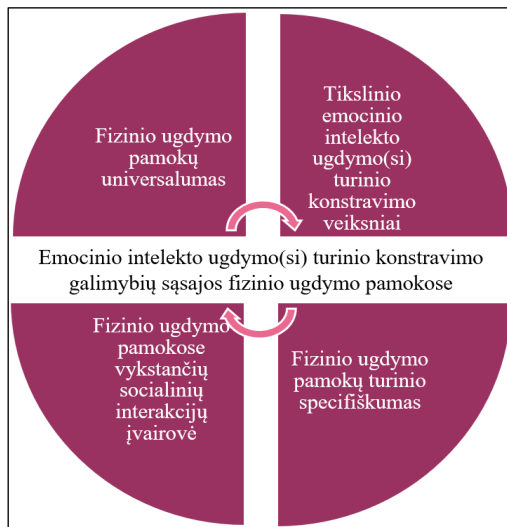 Fizinio ugdymo
pamokų
universalumas
Tikslinio
emocinio
intelekto
ugdymo(si)
turinio
konstravimo
veiksniai
Emocinio intelekto ugdymo(si) turinio konstravimo
galimybių sąsajos fizinio ugdymo pamokose
Fizinio ugdymo
pamokose
vykstančių
socialinių
interakcijų
įvairovė
Fizinio ugdymo
pamokų turinio
specifiškumas